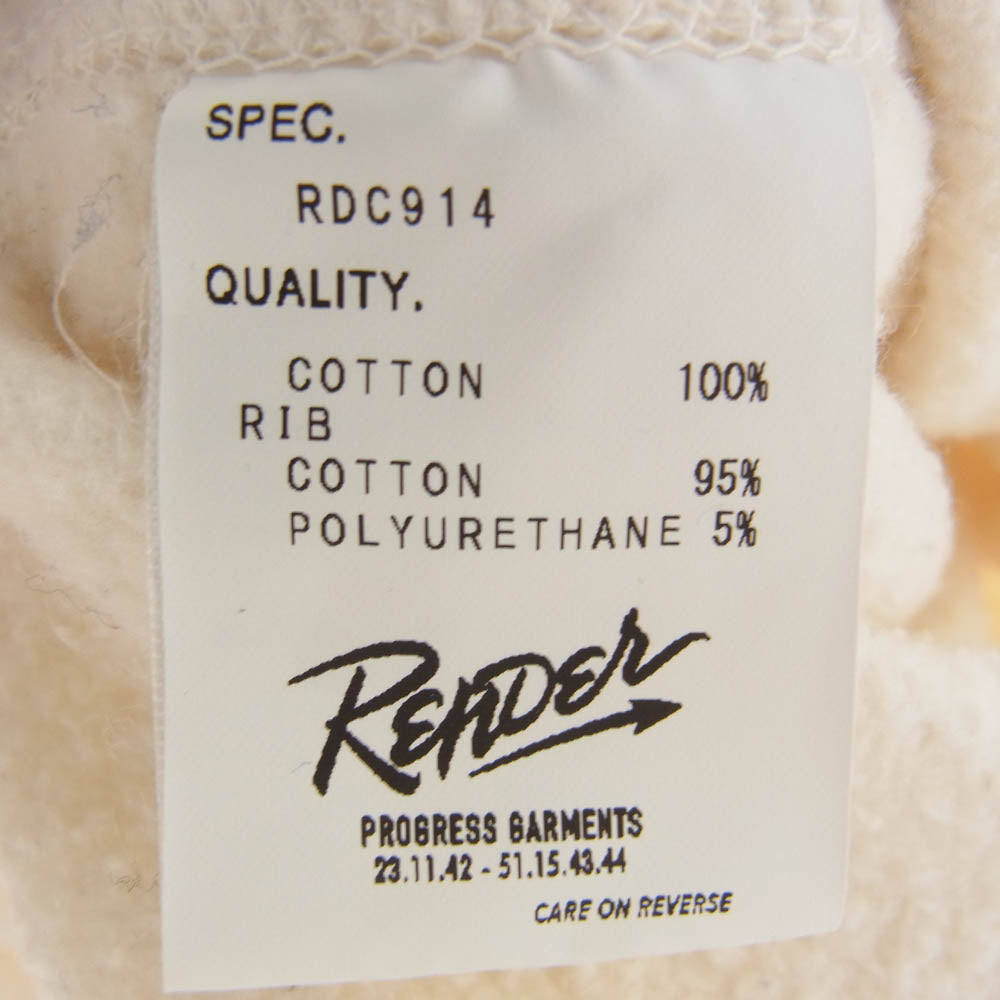 SPEC.
RDC914
QUALITY.
COTTON 100%
RIB
COTTON 95%
POLYURETHANE 5%
RENDER
PROGRESS GARMENTS
23.11.42 - 51.15.43.44
CARE ON REVERSE